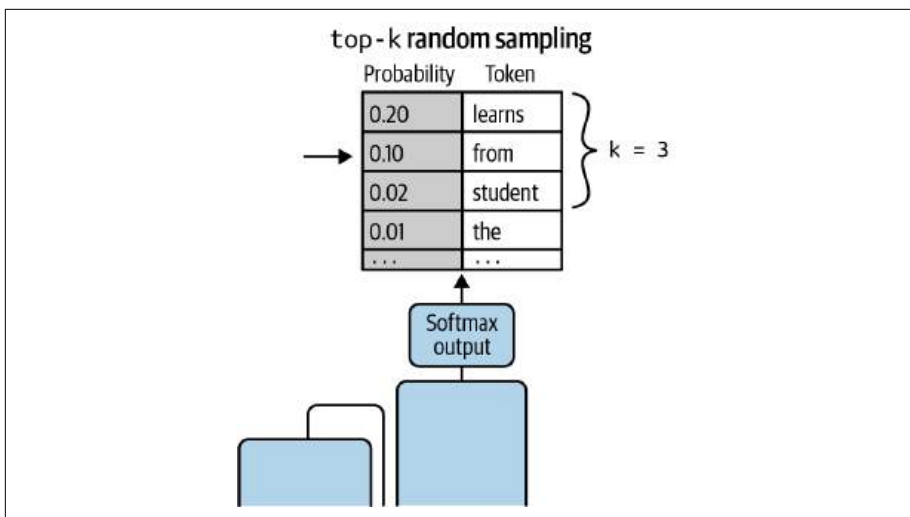 top-k random sampling
Probability Token
0.20 learns
0.10 from
k = 3
0.02 student
0.01 the
... ...
Softmax
output